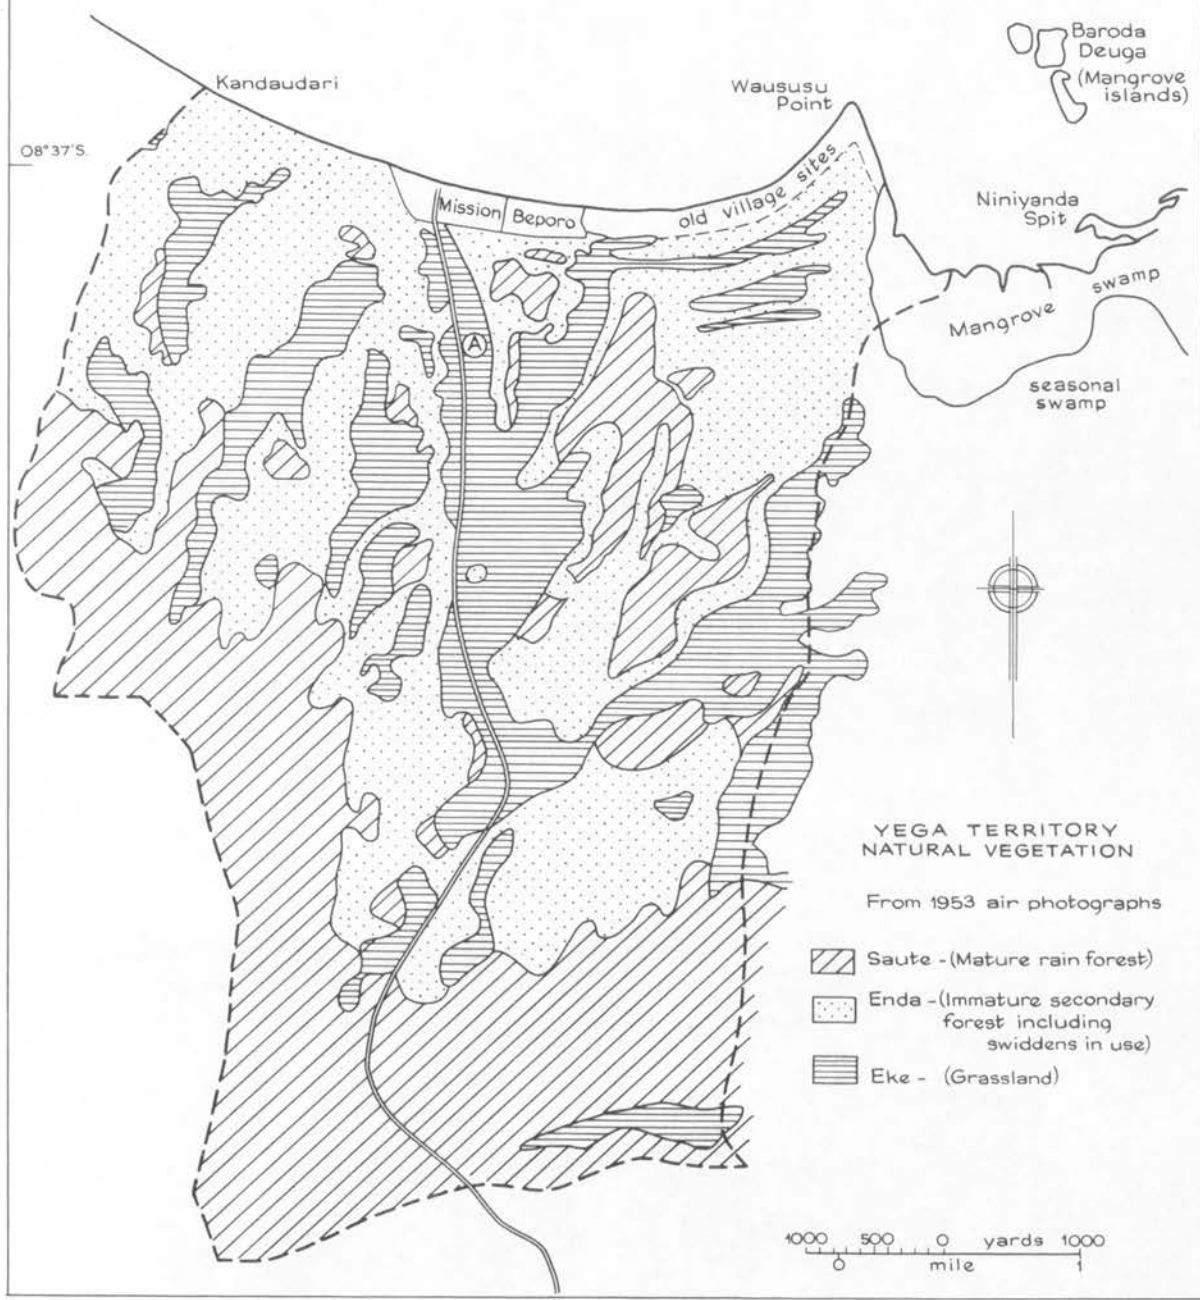 Baroda
Deuga
(Mangrove
islands)
Kandaudari
Waususu
Point
08°37'S.
Mission
Beporo
old village sites
Niniyanda
Spit
Mangrove swamp
seasonal
swamp
A
YEGA TERRITORY
NATURAL VEGETATION
From 1953 air photographs
Saute - (Mature rain forest)
Enda - (Immature secondary
forest including
swiddens in use)
Eke - (Grassland)
1000 500 0 yards 1000
0 mile 1